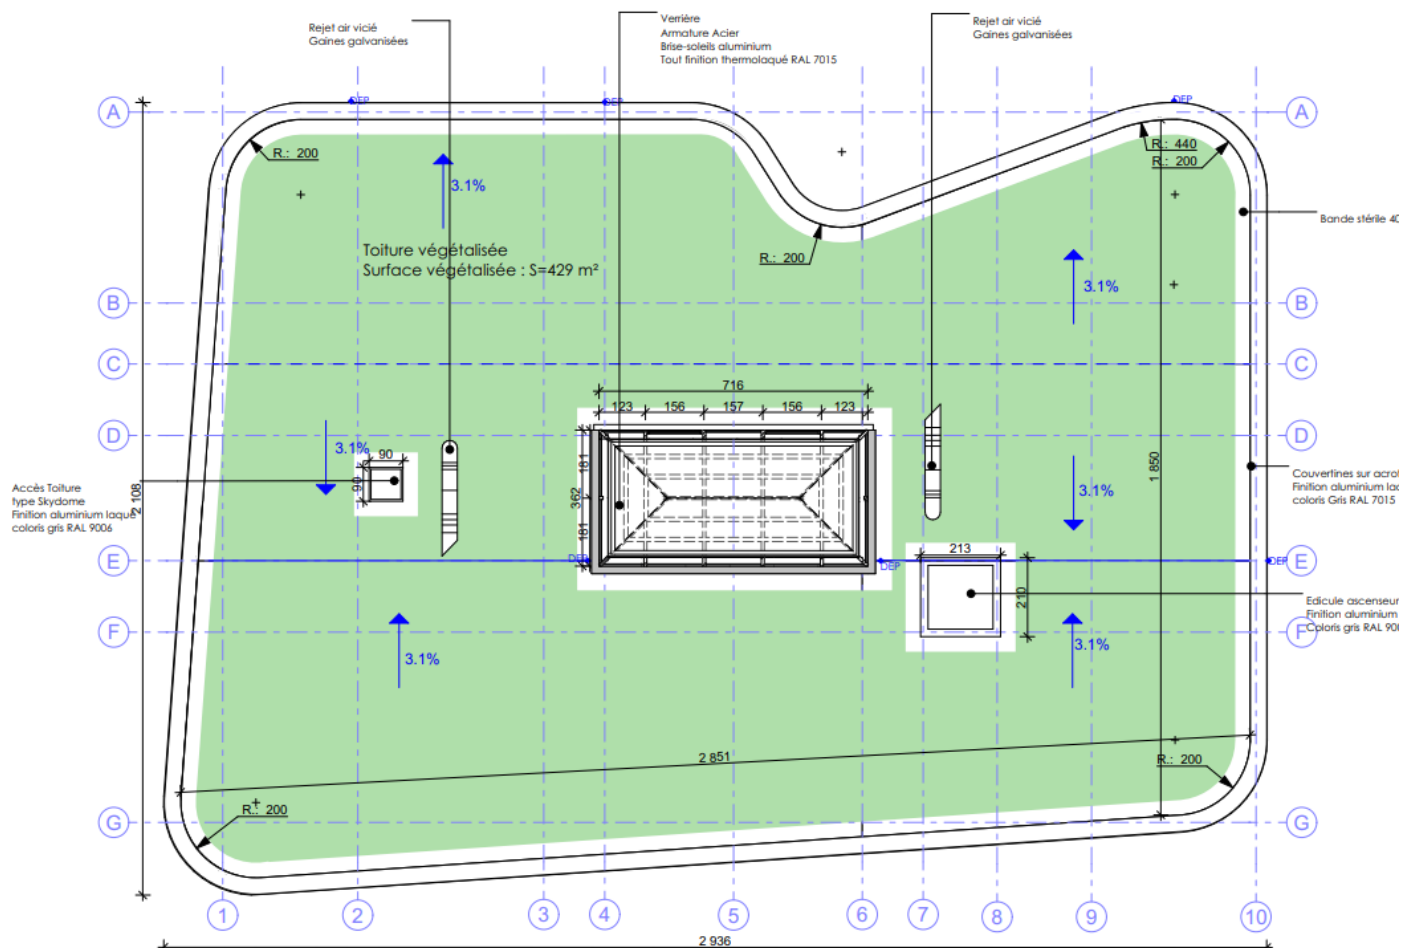 Rejet air vicié
Gaines galvanisées
Verrière
Armature Acier
Brise-soleils aluminium
Tout finition thermolaqué RAL 7015
Rejet air vicié
Gaines galvanisées
DEP
DEP
DEP
A
A
R.: 200
R.: 440
R.: 200
3.1%
Bande stérile 40
Toiture végétalisée
Surface végétalisée : S=429 m²
R.: 200
3.1%
B
B
C
C
716
123
156
157
156
123
D
D
3.1%
90
90
181
362
181
1 850
3.1%
Accès Toiture
type Skydome
Finition aluminium laqué
coloris gris RAL 9006
2 108
Couvertines sur acrot
Finition aluminium laq
coloris Gris RAL 7015
213
E
DEP
DEP
DEP
E
210
Edicule ascenseur
Finition aluminium
Coloris gris RAL 900
F
F
3.1%
3.1%
2 851
R.: 200
R.: 200
G
G
1
2
3
4
5
6
7
8
9
10
2 936